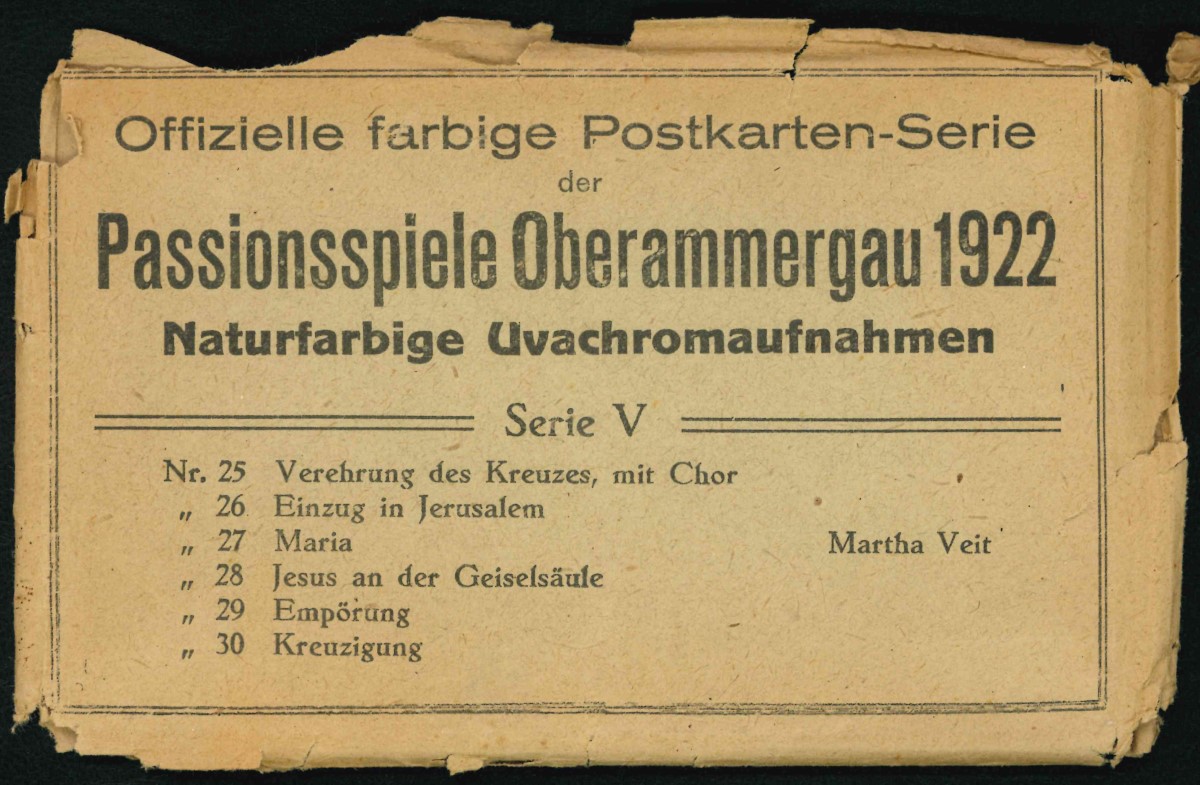 Offizielle farbige Postkarten-Serie
der
Passionsspiele Oberammergau 1922
Naturfarbige Uvachromaufnahmen
Serie V
Nr. 25 Verehrung des Kreuzes, mit Chor
„ 26 Einzug in Jerusalem
„ 27 Maria Martha Veit
„ 28 Jesus an der Geiselsäule
„ 29 Empörung
„ 30 Kreuzigung